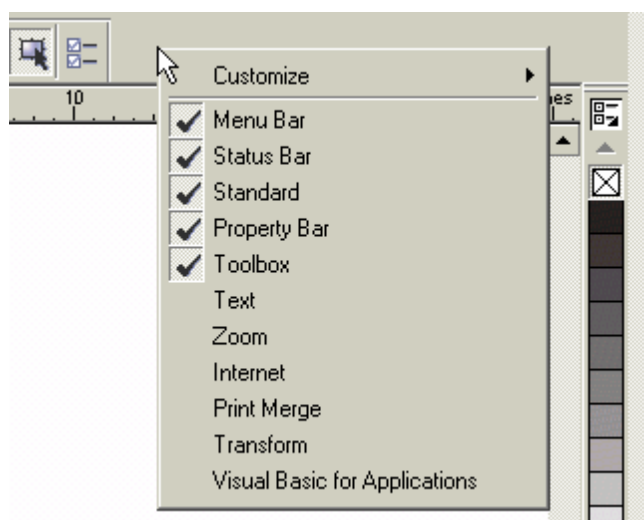 Customize
10
es
Menu Bar
Status Bar
Standard
Property Bar
Toolbox
Text
Zoom
Internet
Print Merge
Transform
Visual Basic for Applications